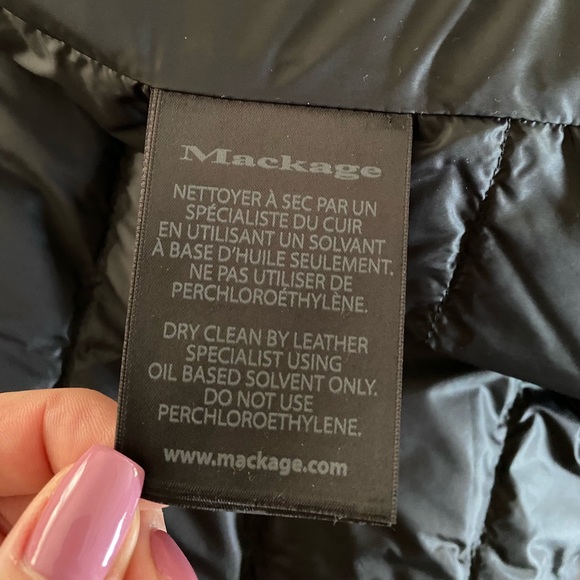 Mackage
NETTOYER À SEC PAR UN
SPÉCIALISTE DU CUIR
EN UTILISANT UN SOLVANT
À BASE D'HUILE SEULEMENT.
NE PAS UTILISER DE
PERCHLOROÉTHYLÈNE.
DRY CLEAN BY LEATHER
SPECIALIST USING
OIL BASED SOLVENT ONLY.
DO NOT USE
PERCHLOROETHYLENE.
www.mackage.com